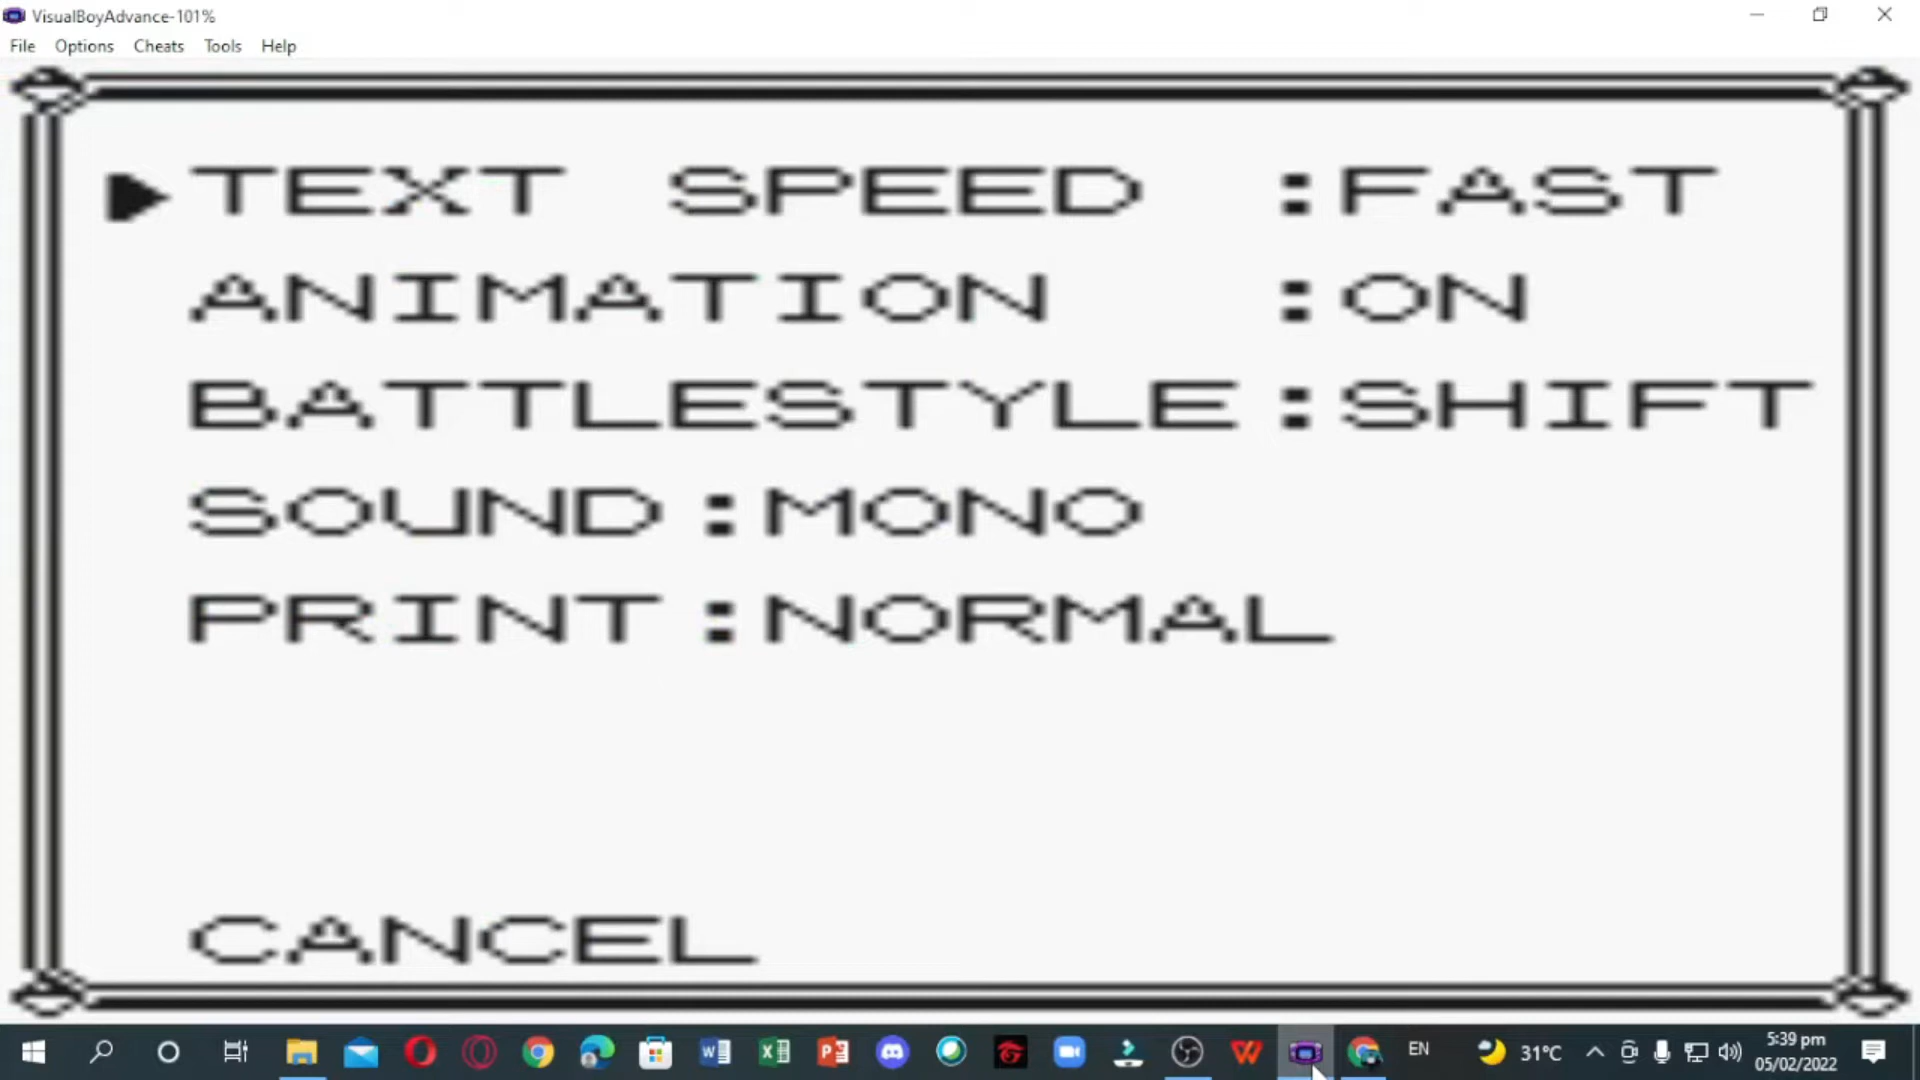 VisualBoyAdvance-101%
File Options Cheats Tools Help
▶TEXT SPEED :FAST
ANIMATION :ON
BATTLESTYLE:SHIFT
SOUND:MONO
PRINT:NORMAL
CANCEL
EN 31°C 5:39 pm
05/02/2022